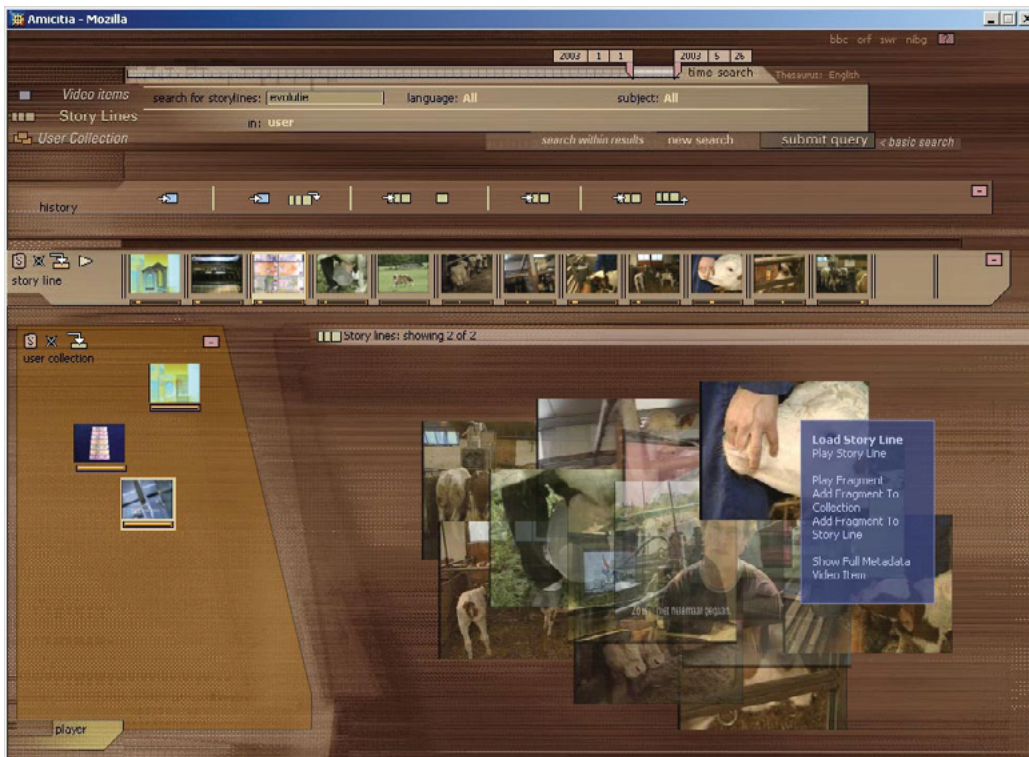 Amicitia - Mozilla
bbc orf swr nibg ?
2003 1 1 2003 5 26
time search Thesaurus: English
Video items
search for storylines: evolutie language: All subject: All
Story Lines
in: user
User Collection
search within results new search submit query < basic search
history
S
story line
Story lines: showing 2 of 2
S
user collection
Load Story Line
Play Story Line
Play Fragment
Add Fragment To
Collection
Add Fragment To
Story Line
Show Full Metadata
Video Item
player